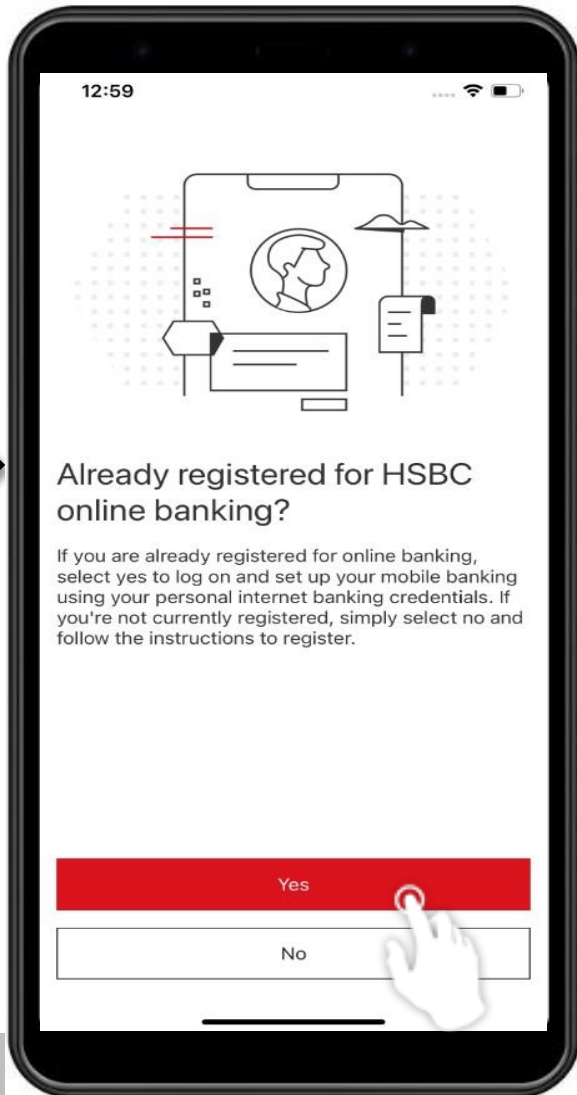 12:59
Already registered for HSBC
online banking?
If you are already registered for online banking,
select yes to log on and set up your mobile banking
using your personal internet banking credentials. If
you're not currently registered, simply select no and
follow the instructions to register.
Yes
No